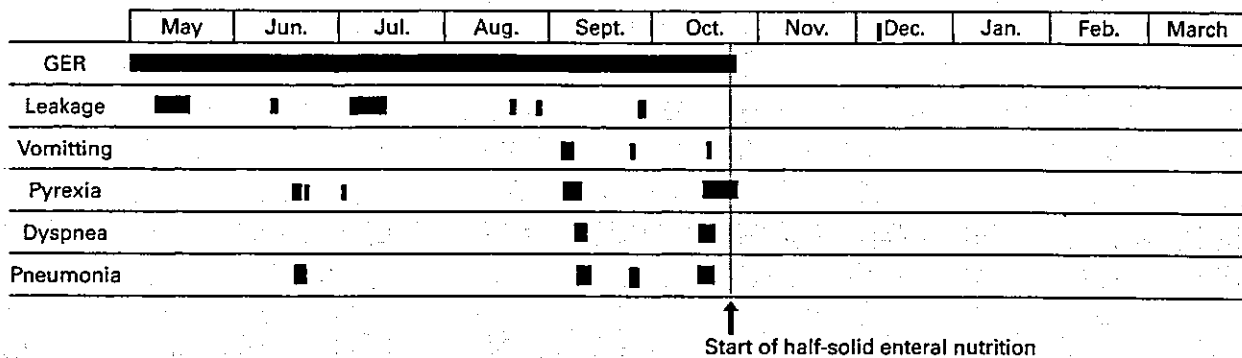 May Jun. Jul. Aug. Sept. Oct. Nov. Dec. Jan. Feb. March
GER
Leakage
Vomitting
Pyrexia
Dyspnea
Pneumonia
Start of half-solid enteral nutrition